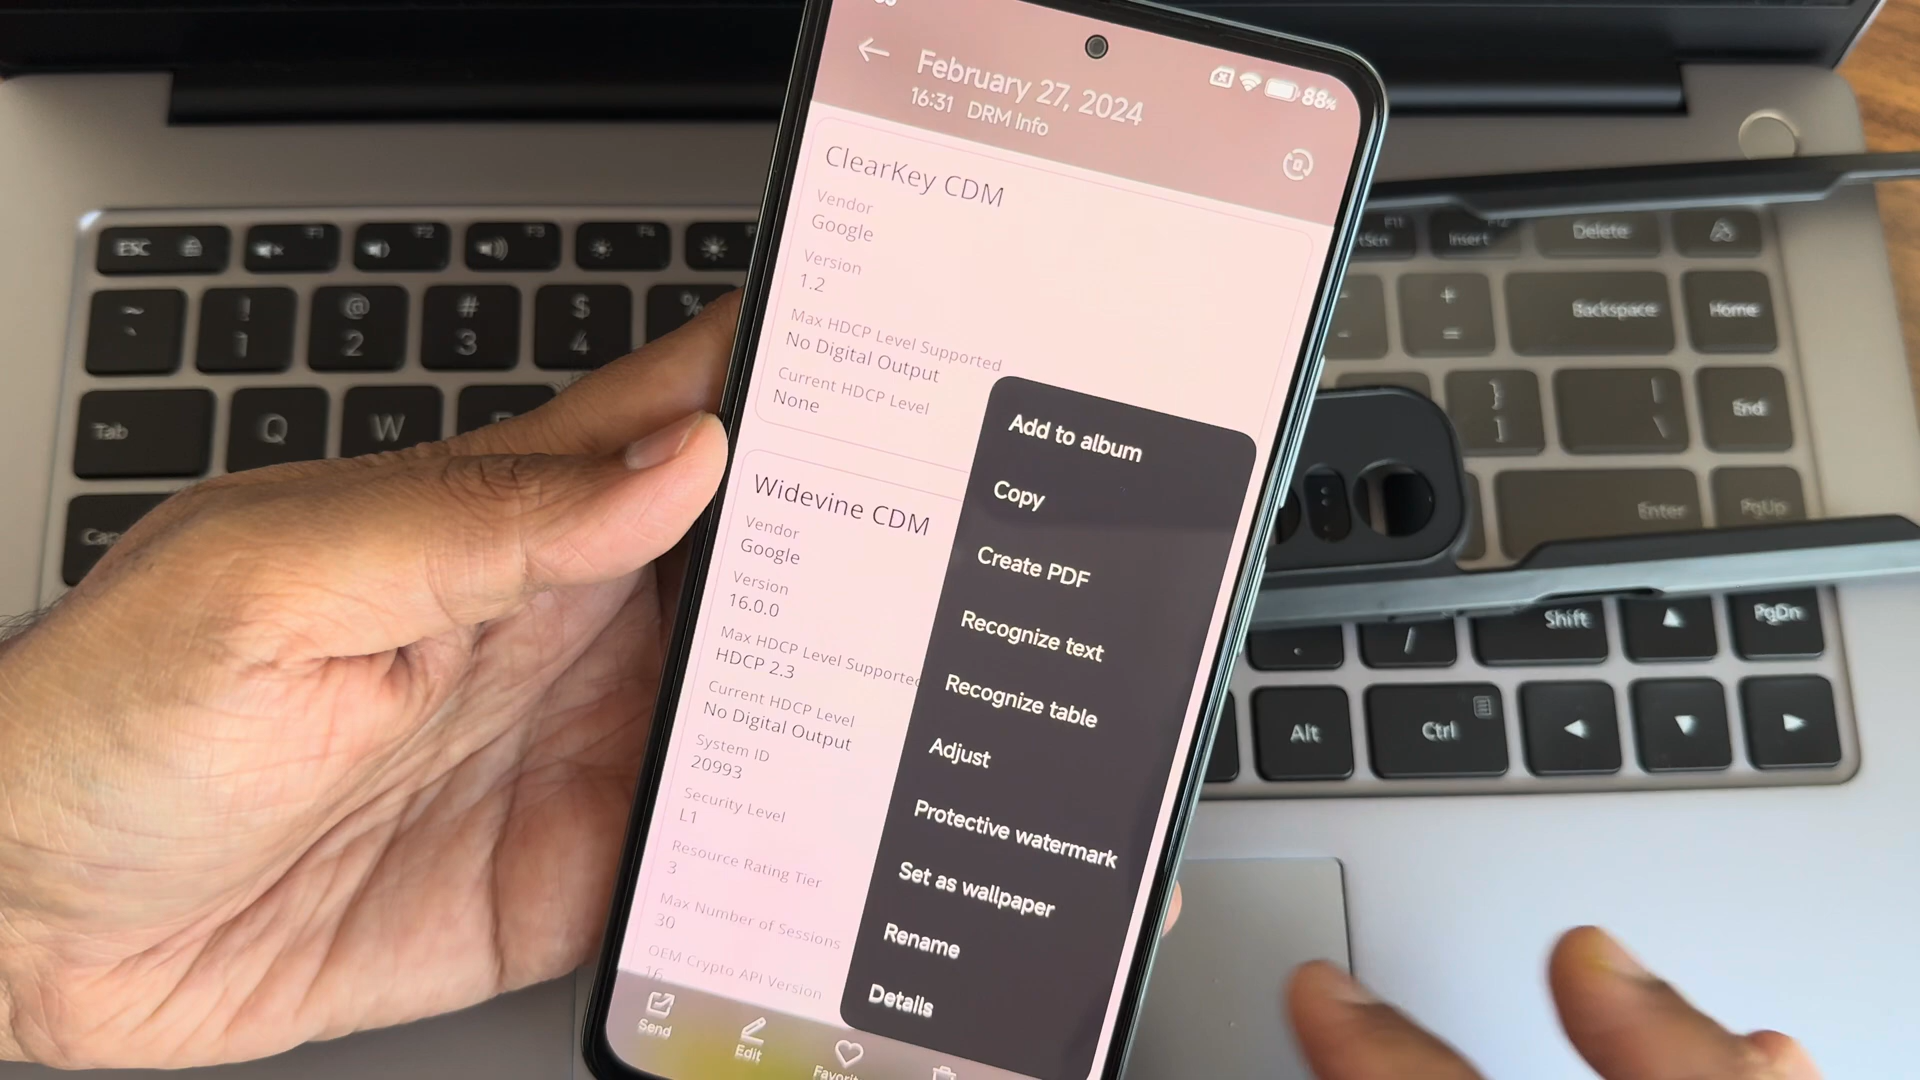 February 27, 2024
16:31 DRM Info
88%
ClearKey CDM
Vendor
Google
Version
1.2
Max HDCP Level Supported
No Digital Output
Current HDCP Level
None
Widevine CDM
Vendor
Google
Version
16.0.0
Max HDCP Level Supported
HDCP 2.3
Current HDCP Level
No Digital Output
System ID
20993
Security Level
L1
Resource Rating Tier
3
Max Number of Sessions
30
OEM Crypto API Version
16
Add to album
Copy
Create PDF
Recognize text
Recognize table
Adjust
Protective watermark
Set as wallpaper
Rename
Details
Send
Edit
ESC
F1
F2
F3
F4
Insert
Delete
~
! 1
@ 2
# 3
$ 4
%
+ =
Backspace
Home
Tab
Q
W
} ]
| \
End
Enter
PgUp
/
Shift
PgDn
Alt
Ctrl